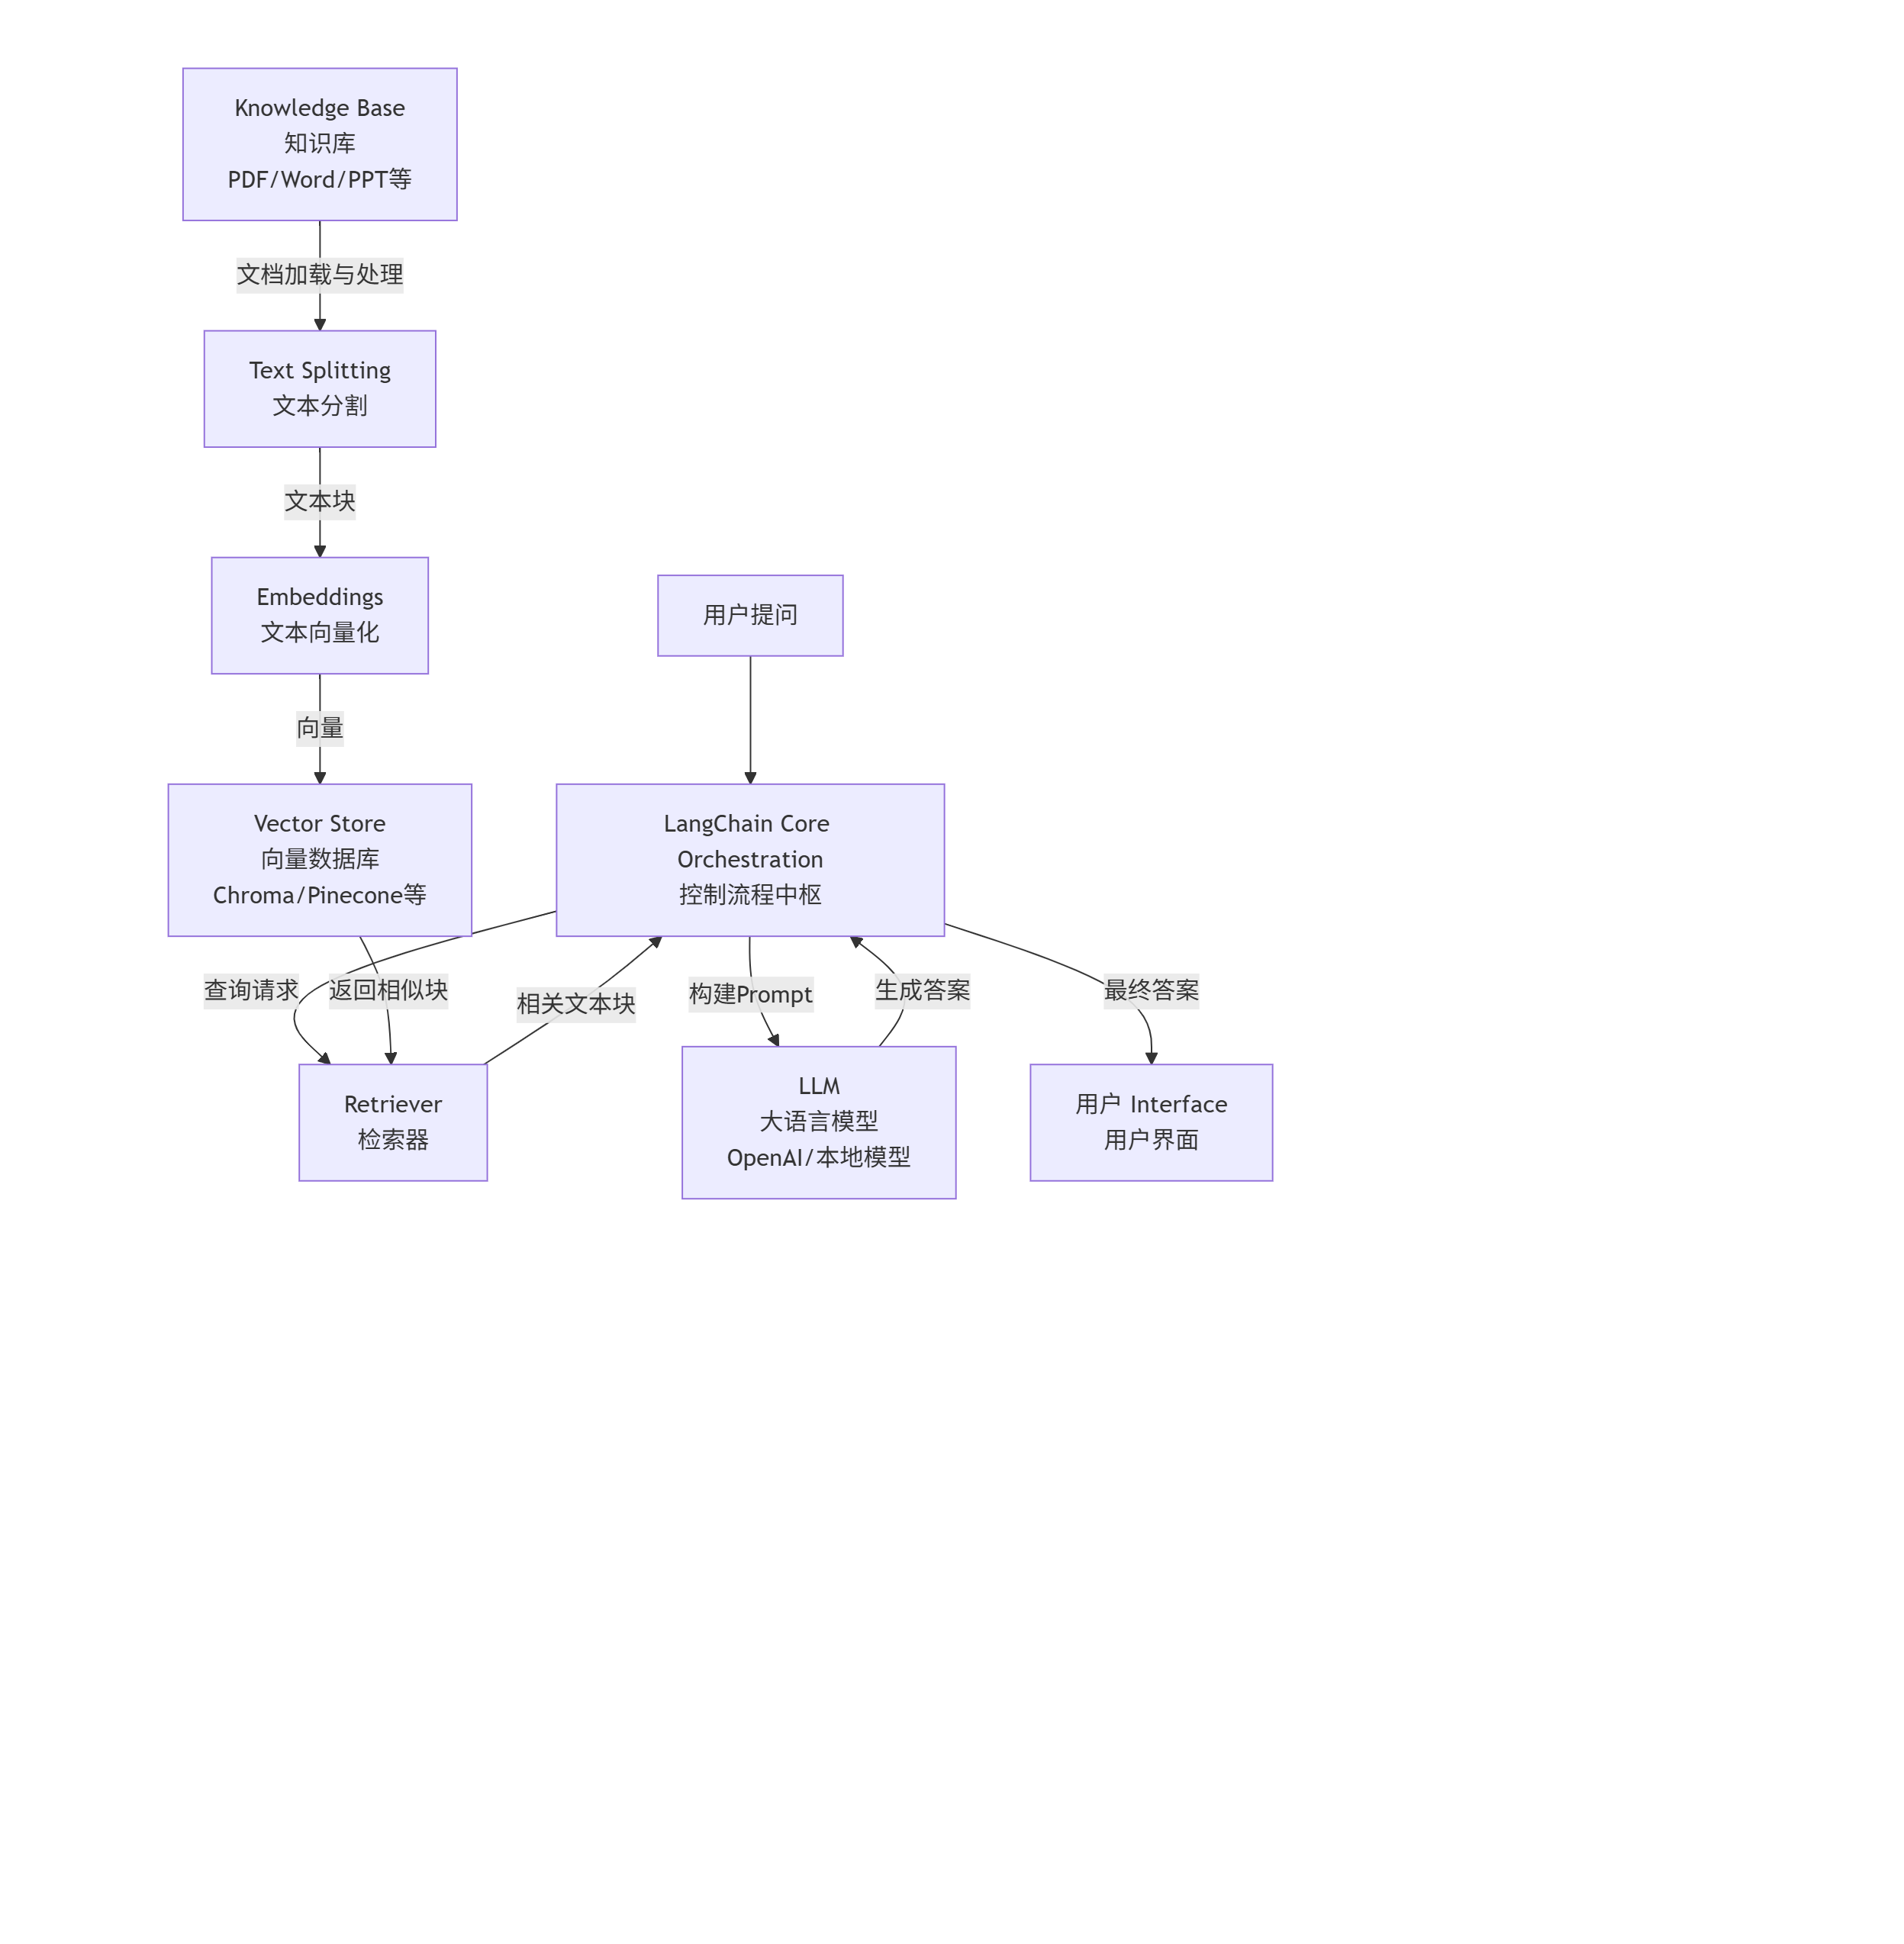 Knowledge Base
知识库
PDF/Word/PPT等
文档加载与处理
Text Splitting
文本分割
文本块
Embeddings
文本向量化
用户提问
向量
Vector Store
向量数据库
Chroma/Pinecone等
LangChain Core
Orchestration
控制流程中枢
查询请求
返回相似块
相关文本块
构建Prompt
生成答案
最终答案
Retriever
检索器
LLM
大语言模型
OpenAI/本地模型
用户 Interface
用户界面